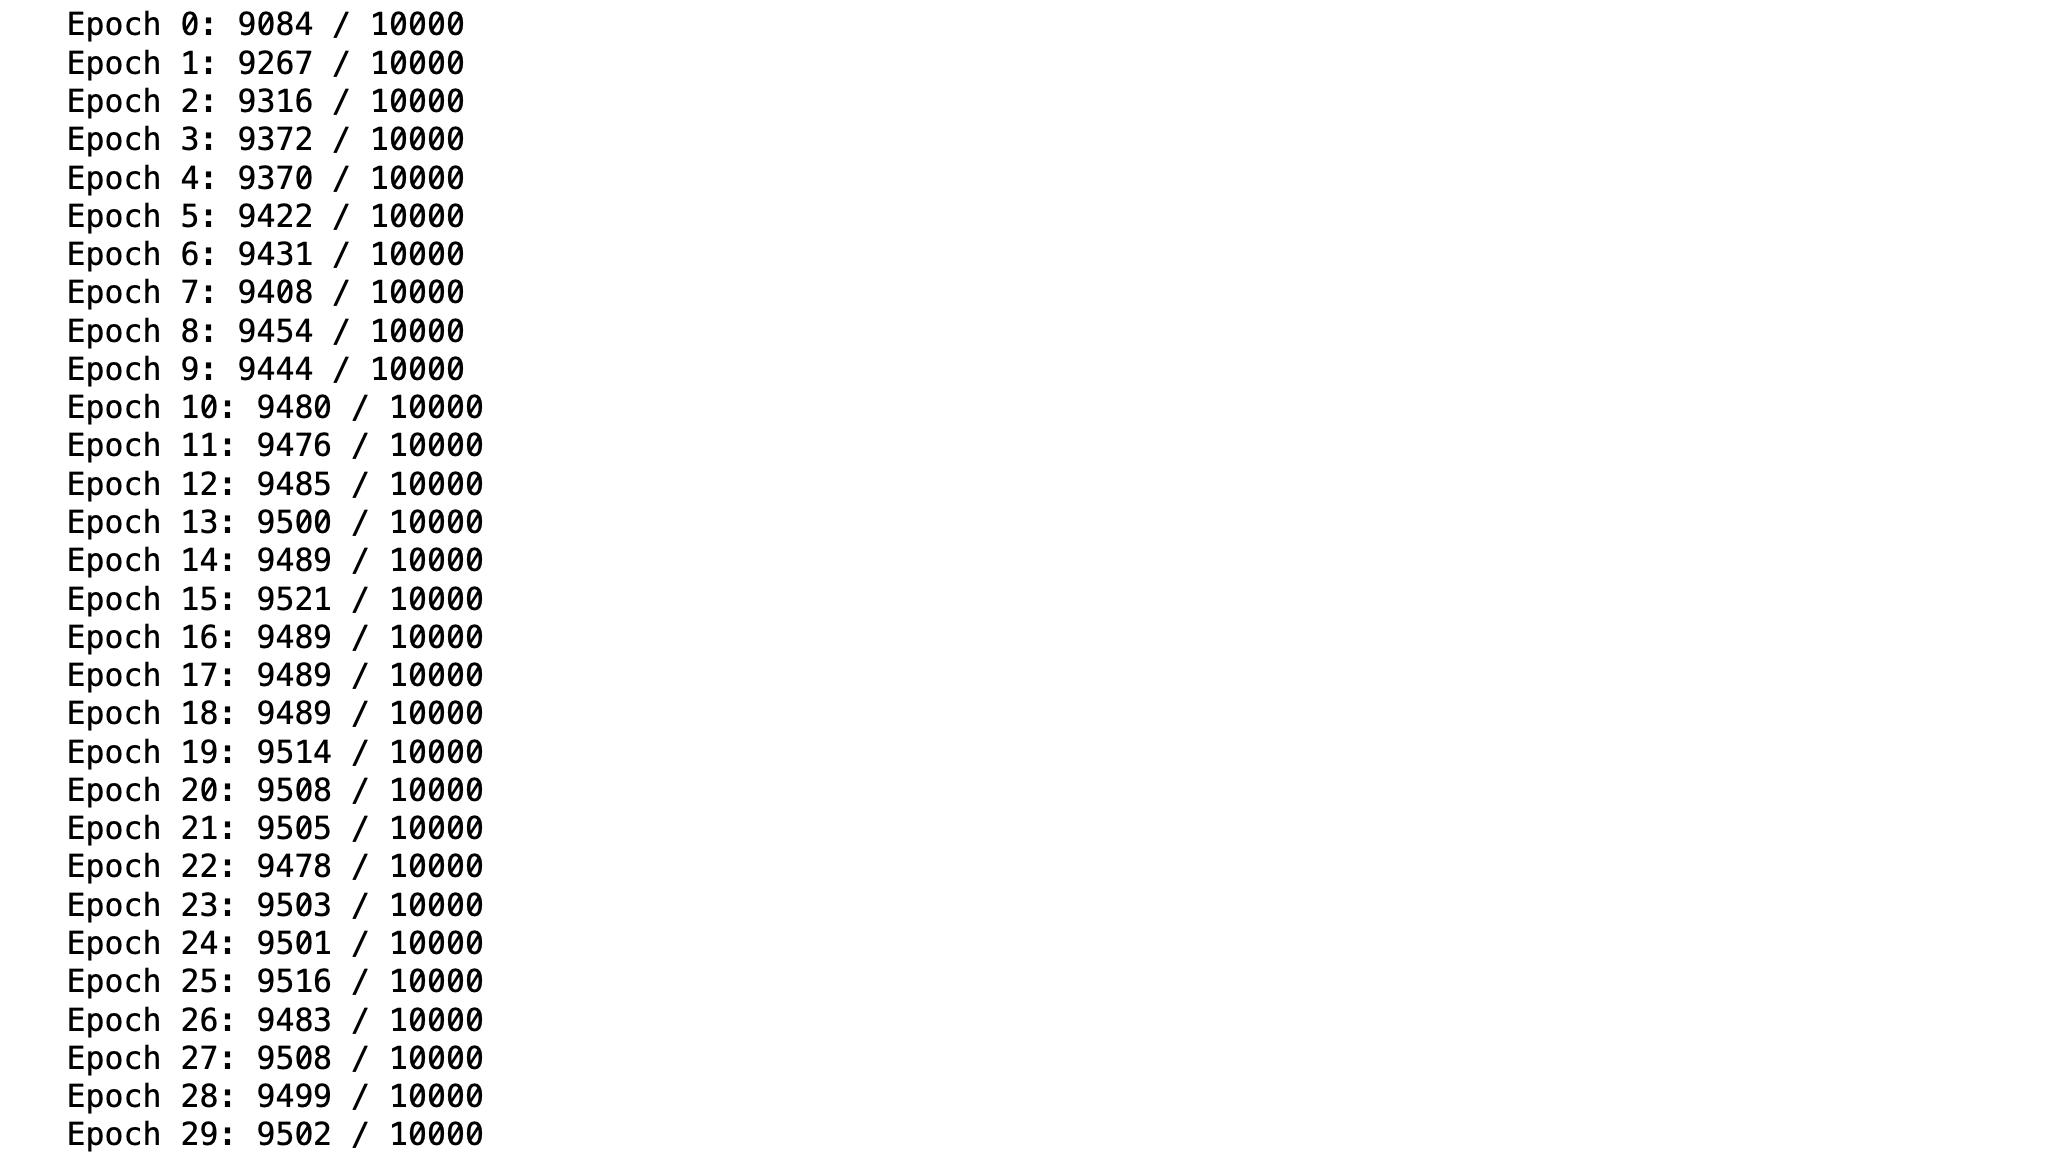 Epoch 0: 9084 / 10000
Epoch 1: 9267 / 10000
Epoch 2: 9316 / 10000
Epoch 3: 9372 / 10000
Epoch 4: 9370 / 10000
Epoch 5: 9422 / 10000
Epoch 6: 9431 / 10000
Epoch 7: 9408 / 10000
Epoch 8: 9454 / 10000
Epoch 9: 9444 / 10000
Epoch 10: 9480 / 10000
Epoch 11: 9476 / 10000
Epoch 12: 9485 / 10000
Epoch 13: 9500 / 10000
Epoch 14: 9489 / 10000
Epoch 15: 9521 / 10000
Epoch 16: 9489 / 10000
Epoch 17: 9489 / 10000
Epoch 18: 9489 / 10000
Epoch 19: 9514 / 10000
Epoch 20: 9508 / 10000
Epoch 21: 9505 / 10000
Epoch 22: 9478 / 10000
Epoch 23: 9503 / 10000
Epoch 24: 9501 / 10000
Epoch 25: 9516 / 10000
Epoch 26: 9483 / 10000
Epoch 27: 9508 / 10000
Epoch 28: 9499 / 10000
Epoch 29: 9502 / 10000